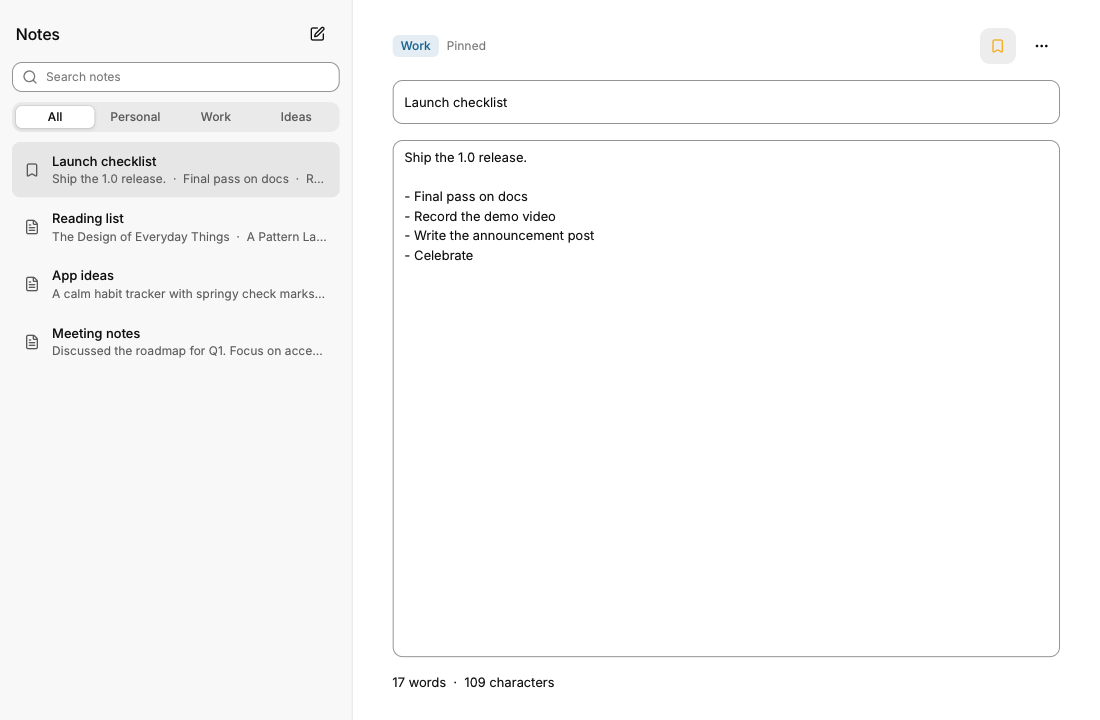 Notes
Search notes
All Personal Work Ideas
Launch checklist
Ship the 1.0 release. · Final pass on docs · R...
Reading list
The Design of Everyday Things · A Pattern La...
App ideas
A calm habit tracker with springy check marks...
Meeting notes
Discussed the roadmap for Q1. Focus on acce...
Work Pinned
Launch checklist
Ship the 1.0 release.
- Final pass on docs
- Record the demo video
- Write the announcement post
- Celebrate
17 words · 109 characters